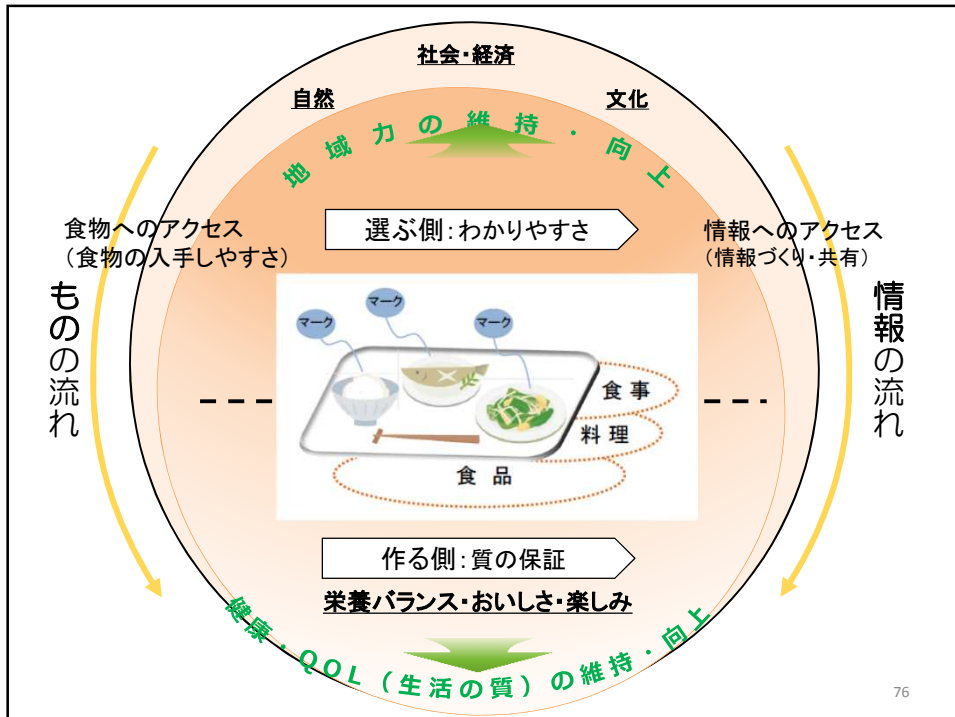 社会・経済
自然
文化
地域力の維持・向上
食物へのアクセス
(食物の入手しやすさ)
選ぶ側:わかりやすさ
情報へのアクセス
(情報づくり・共有)
ものの流れ
情報の流れ
マーク
マーク
マーク
食事
料理
食品
作る側:質の保証
栄養バランス・おいしさ・楽しみ
健康・QOL(生活の質)の維持・向上
76